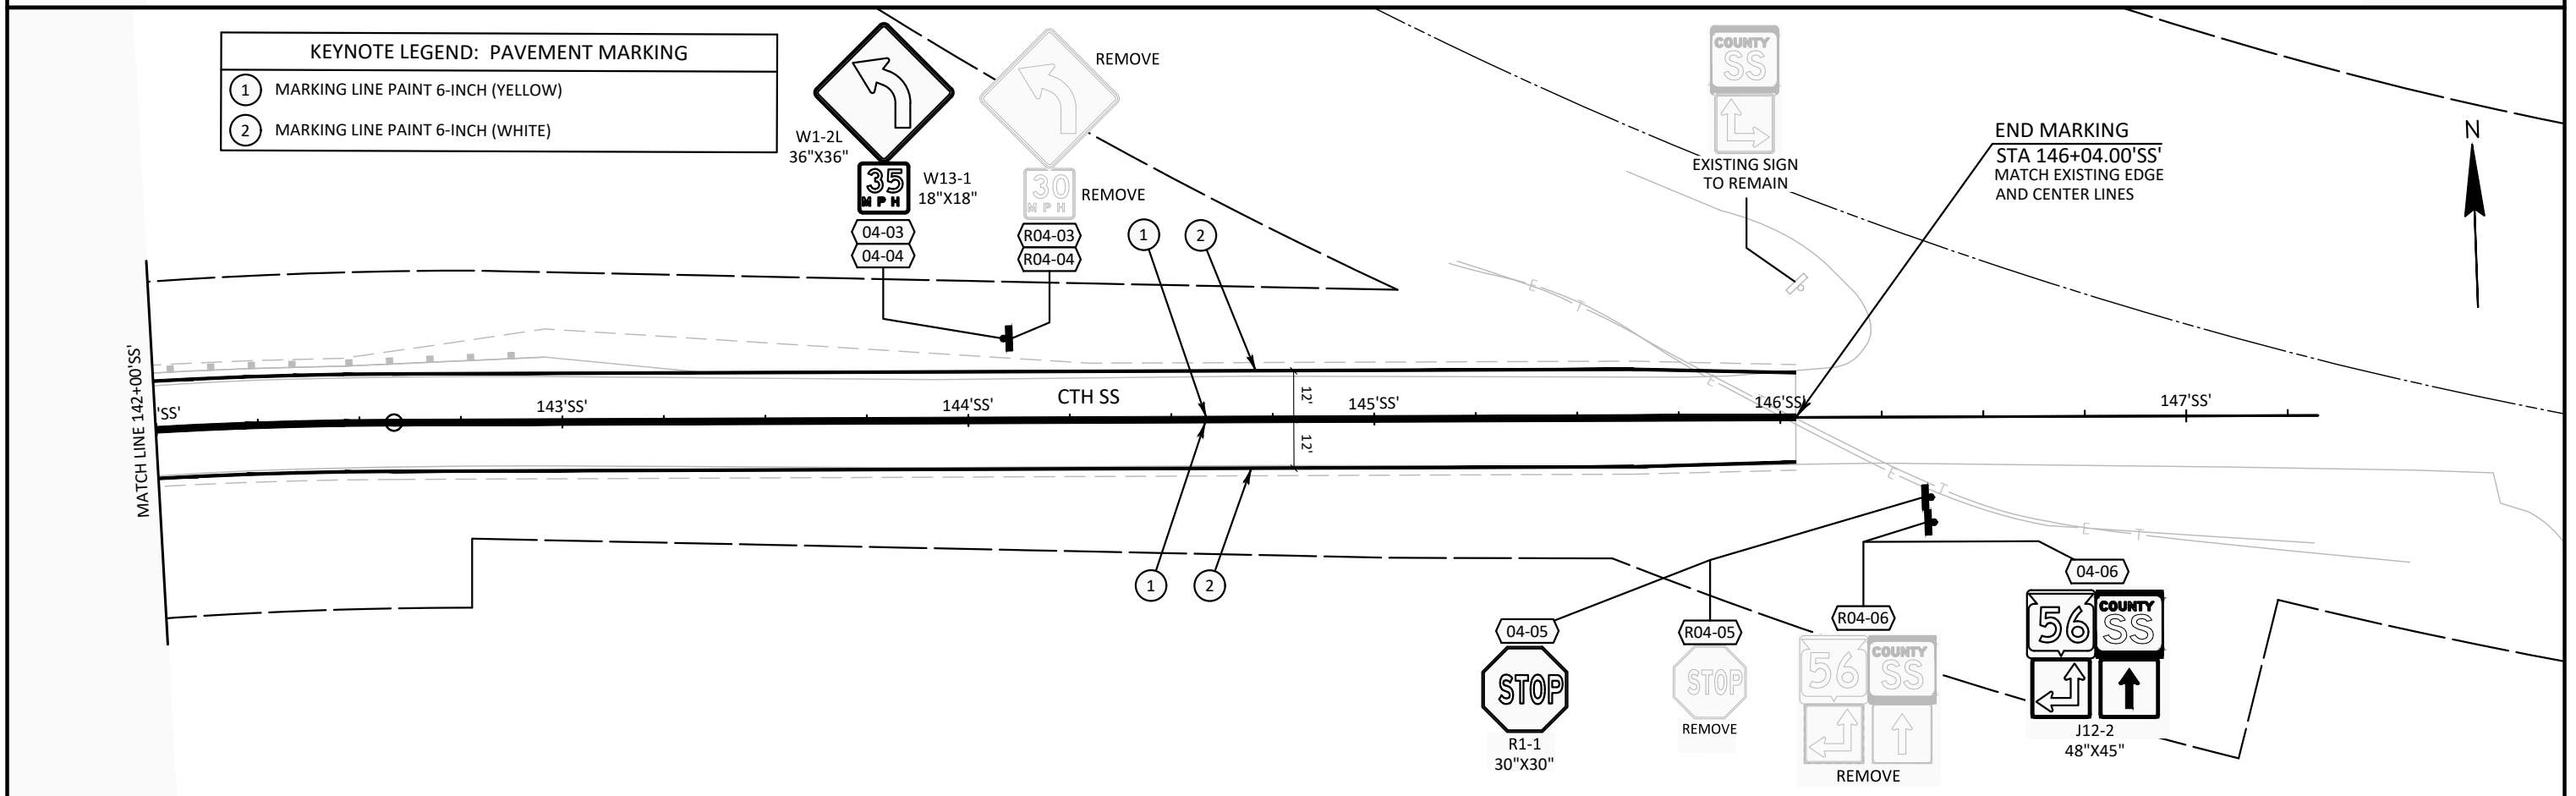 KEYNOTE LEGEND: PAVEMENT MARKING
1 MARKING LINE PAINT 6-INCH (YELLOW)
2 MARKING LINE PAINT 6-INCH (WHITE)
W1-2L
36"X36"
35
MPH
W13-1
18"X18"
04-03
04-04
REMOVE
30
MPH
REMOVE
R04-03
R04-04
1
2
COUNTY
SS
EXISTING SIGN
TO REMAIN
END MARKING
STA 146+04.00'SS'
MATCH EXISTING EDGE
AND CENTER LINES
N
E
T
E
MATCH LINE 142+00'SS'
'SS'
143'SS'
144'SS'
CTH SS
145'SS'
146'SS'
147'SS'
12'
12'
E
T
E
T
1
2
04-05
STOP
R1-1
30"X30"
R04-05
STOP
REMOVE
R04-06
56
COUNTY
SS
REMOVE
04-06
56
COUNTY
SS
J12-2
48"X45"